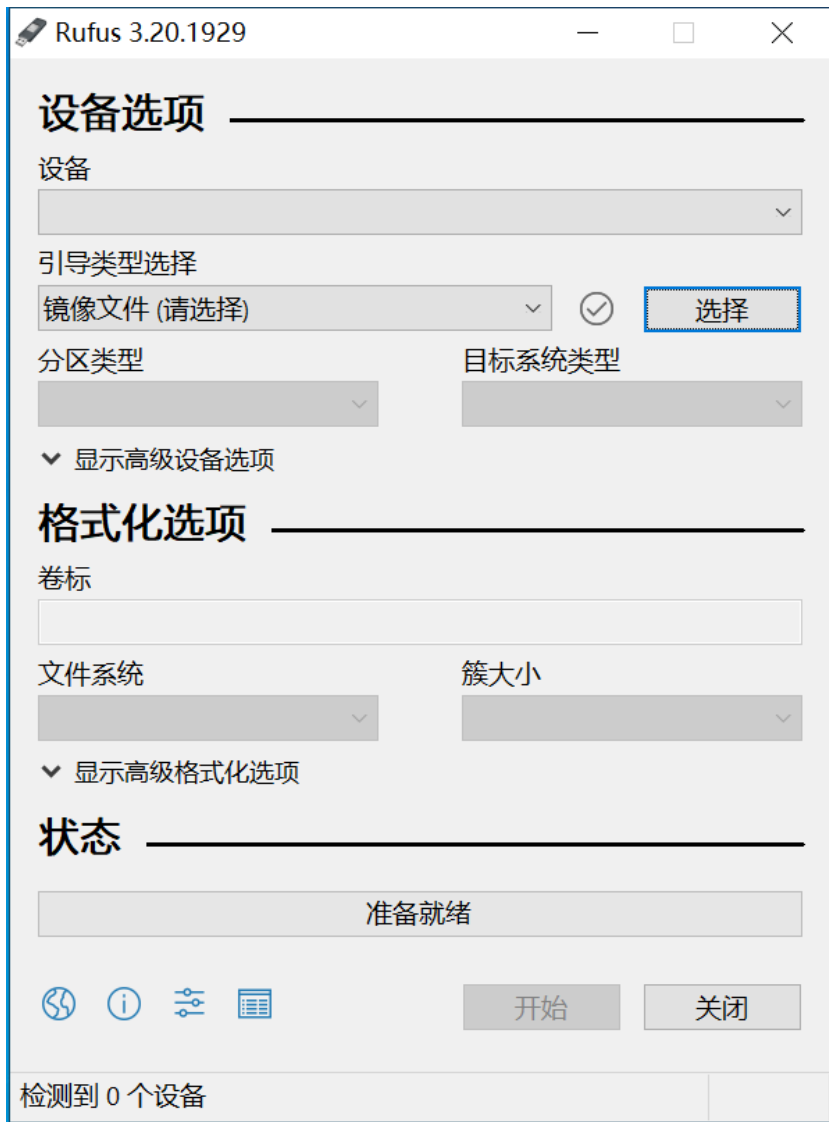 Rufus 3.20.1929
设备选项
设备
引导类型选择
镜像文件 (请选择)
选择
分区类型
目标系统类型
显示高级设备选项
格式化选项
卷标
文件系统
簇大小
显示高级格式化选项
状态
准备就绪
开始
关闭
检测到 0 个设备